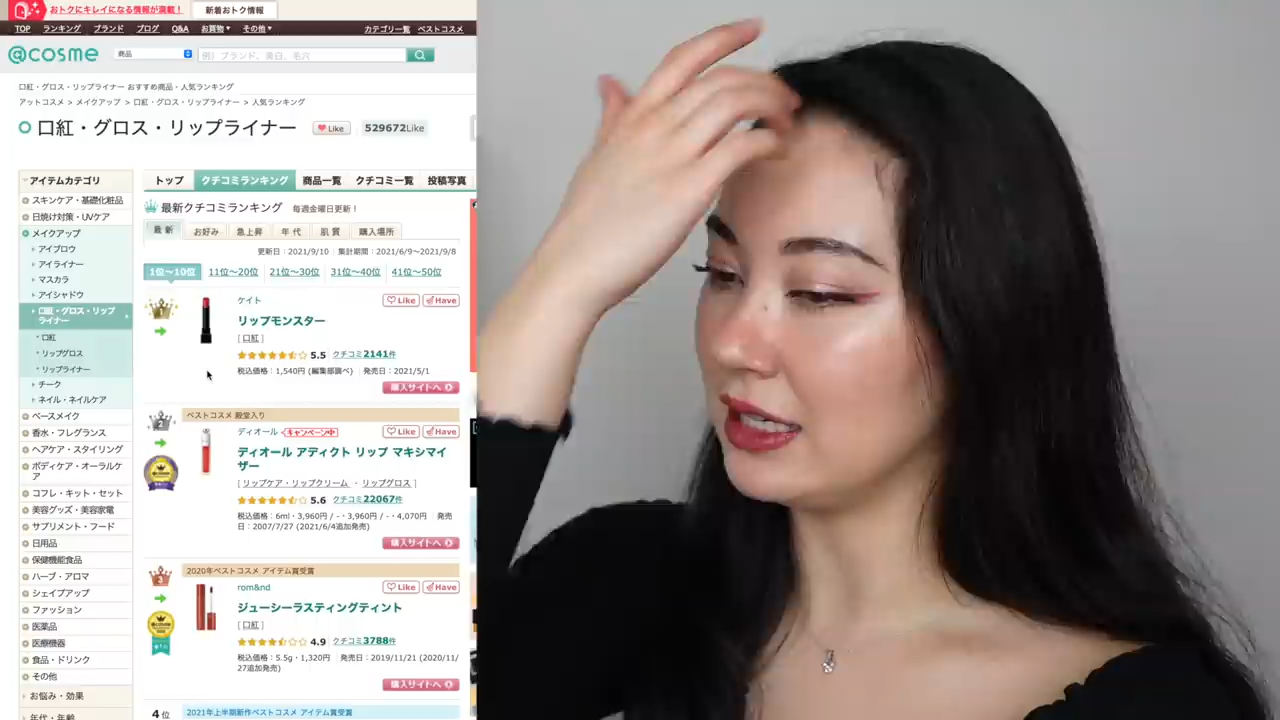 おトクにキレイになる情報が満載！
新着おトク情報
TOP ランキング ブランド ブログ Q&A お買物▼ その他▼ カテゴリ一覧 ベストコスメ
@cosme 商品 例）ブランド、美白、毛穴
口紅・グロス・リップライナー おすすめ商品・人気ランキング
アットコスメ > メイクアップ > 口紅・グロス・リップライナー > 人気ランキング
口紅・グロス・リップライナー Like 529672Like
アイテムカテゴリ
スキンケア・基礎化粧品
日焼け対策・UVケア
メイクアップ
アイブロウ
アイライナー
マスカラ
アイシャドウ
口紅・グロス・リップ
ライナー
口紅
リップグロス
リップライナー
チーク
ネイル・ネイルケア
ベースメイク
香水・フレグランス
ヘアケア・スタイリング
ボディケア・オーラルケ
ア
コフレ・キット・セット
美容グッズ・美容家電
サプリメント・フード
日用品
保健機能食品
ハーブ・アロマ
シェイプアップ
ファッション
医薬品
医療機器
食品・ドリンク
その他
お悩み・効果
年代・年齢
トップ クチコミランキング 商品一覧 クチコミ一覧 投稿写真
最新クチコミランキング 毎週金曜日更新！
最新 お好み 急上昇 年代 肌質 購入場所
更新日：2021/9/10 集計期間：2021/6/9～2021/9/8
1位～10位 11位～20位 21位～30位 31位～40位 41位～50位
1
ケイト Like Have
リップモンスター
[ 口紅 ]
5.5 クチコミ2141件
税込価格：1,540円 (編集部調べ) 発売日：2021/5/1
購入サイトへ
2
ベストコスメ 殿堂入り
ディオール キャンペーン中 Like Have
ディオール アディクト リップ マキシマイ
ザー
[ リップケア・リップクリーム ・ リップグロス ]
5.6 クチコミ22067件
税込価格：6ml・3,960円 / -・3,960円 / -・4,070円 発売
日：2007/7/27 (2021/6/4追加発売)
購入サイトへ
3
2020年ベストコスメ アイテム賞受賞
rom&nd Like Have
ジューシーラスティングティント
[ 口紅 ]
4.9 クチコミ3788件
税込価格：5.5g・1,320円 発売日：2019/11/21 (2020/11/
27追加発売)
購入サイトへ
4位 2021年上半期新作ベストコスメ アイテム賞受賞